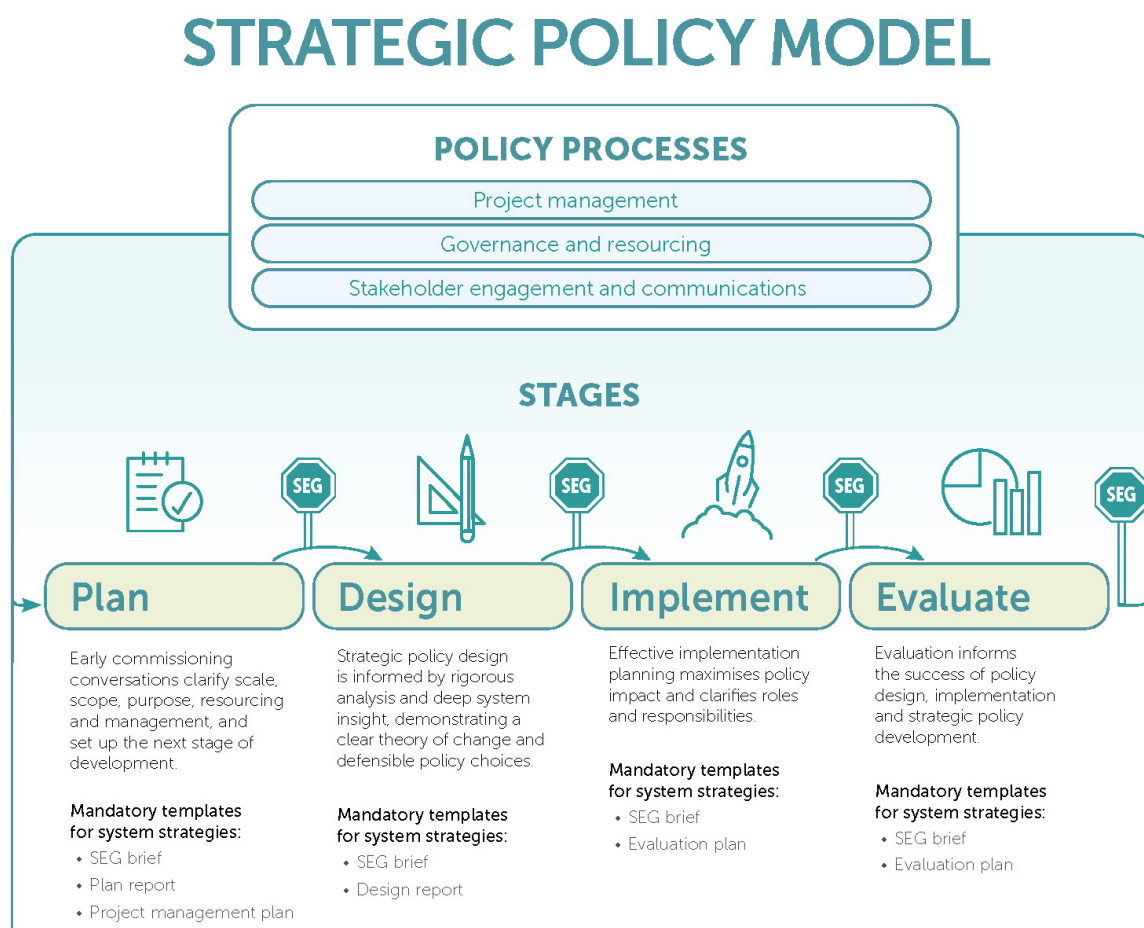 STRATEGIC POLICY MODEL
POLICY PROCESSES
Project management
Governance and resourcing
Stakeholder engagement and communications
STAGES
SEG
SEG
SEG
SEG
Plan
Early commissioning
conversations clarify scale,
scope, purpose, resourcing
and management, and
set up the next stage of
development.
Mandatory templates
for system strategies:
• SEG brief
• Plan report
• Project management plan
Design
Strategic policy design
is informed by rigorous
analysis and deep system
insight, demonstrating a
clear theory of change and
defensible policy choices.
Mandatory templates
for system strategies:
• SEG brief
• Design report
Implement
Effective implementation
planning maximises policy
impact and clarifies roles
and responsibilities.
Mandatory templates
for system strategies:
• SEG brief
• Evaluation plan
Evaluate
Evaluation informs
the success of policy
design, implementation
and strategic policy
development.
Mandatory templates
for system strategies:
• SEG brief
• Evaluation plan